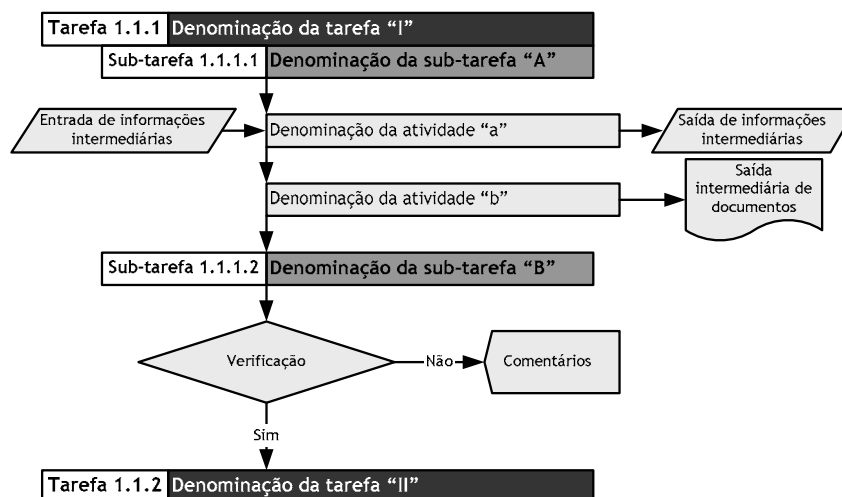 Tarefa 1.1.1 Denominação da tarefa “I”
Sub-tarefa 1.1.1.1 Denominação da sub-tarefa “A”
Entrada de informações
intermediárias
Denominação da atividade “a”
Saída de informações
intermediárias
Denominação da atividade “b”
Saída
intermediária de
documentos
Sub-tarefa 1.1.1.2 Denominação da sub-tarefa “B”
Verificação
Não
Comentários
Sim
Tarefa 1.1.2 Denominação da tarefa “II”